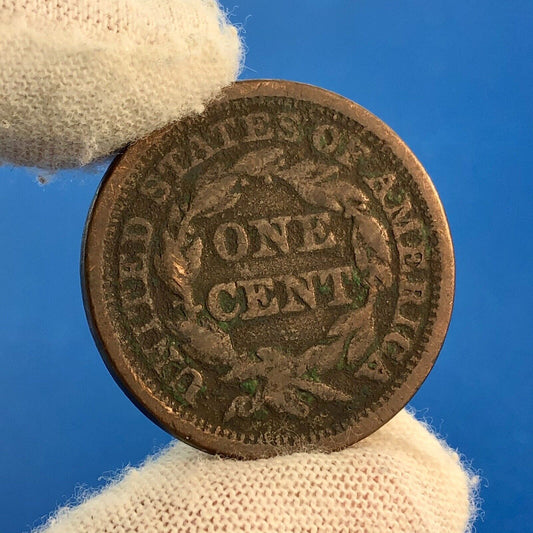 UNITED STATES OF AMERICA
ONE
CENT